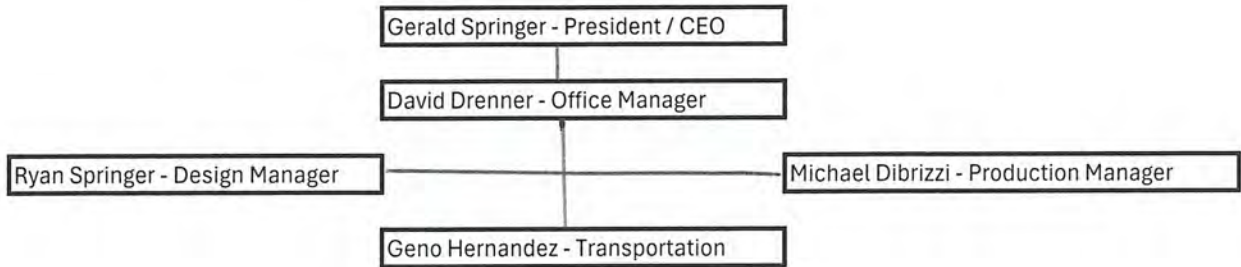 Gerald Springer - President / CEO
David Drenner - Office Manager
Ryan Springer - Design Manager
Michael Dibrizzi - Production Manager
Geno Hernandez - Transportation